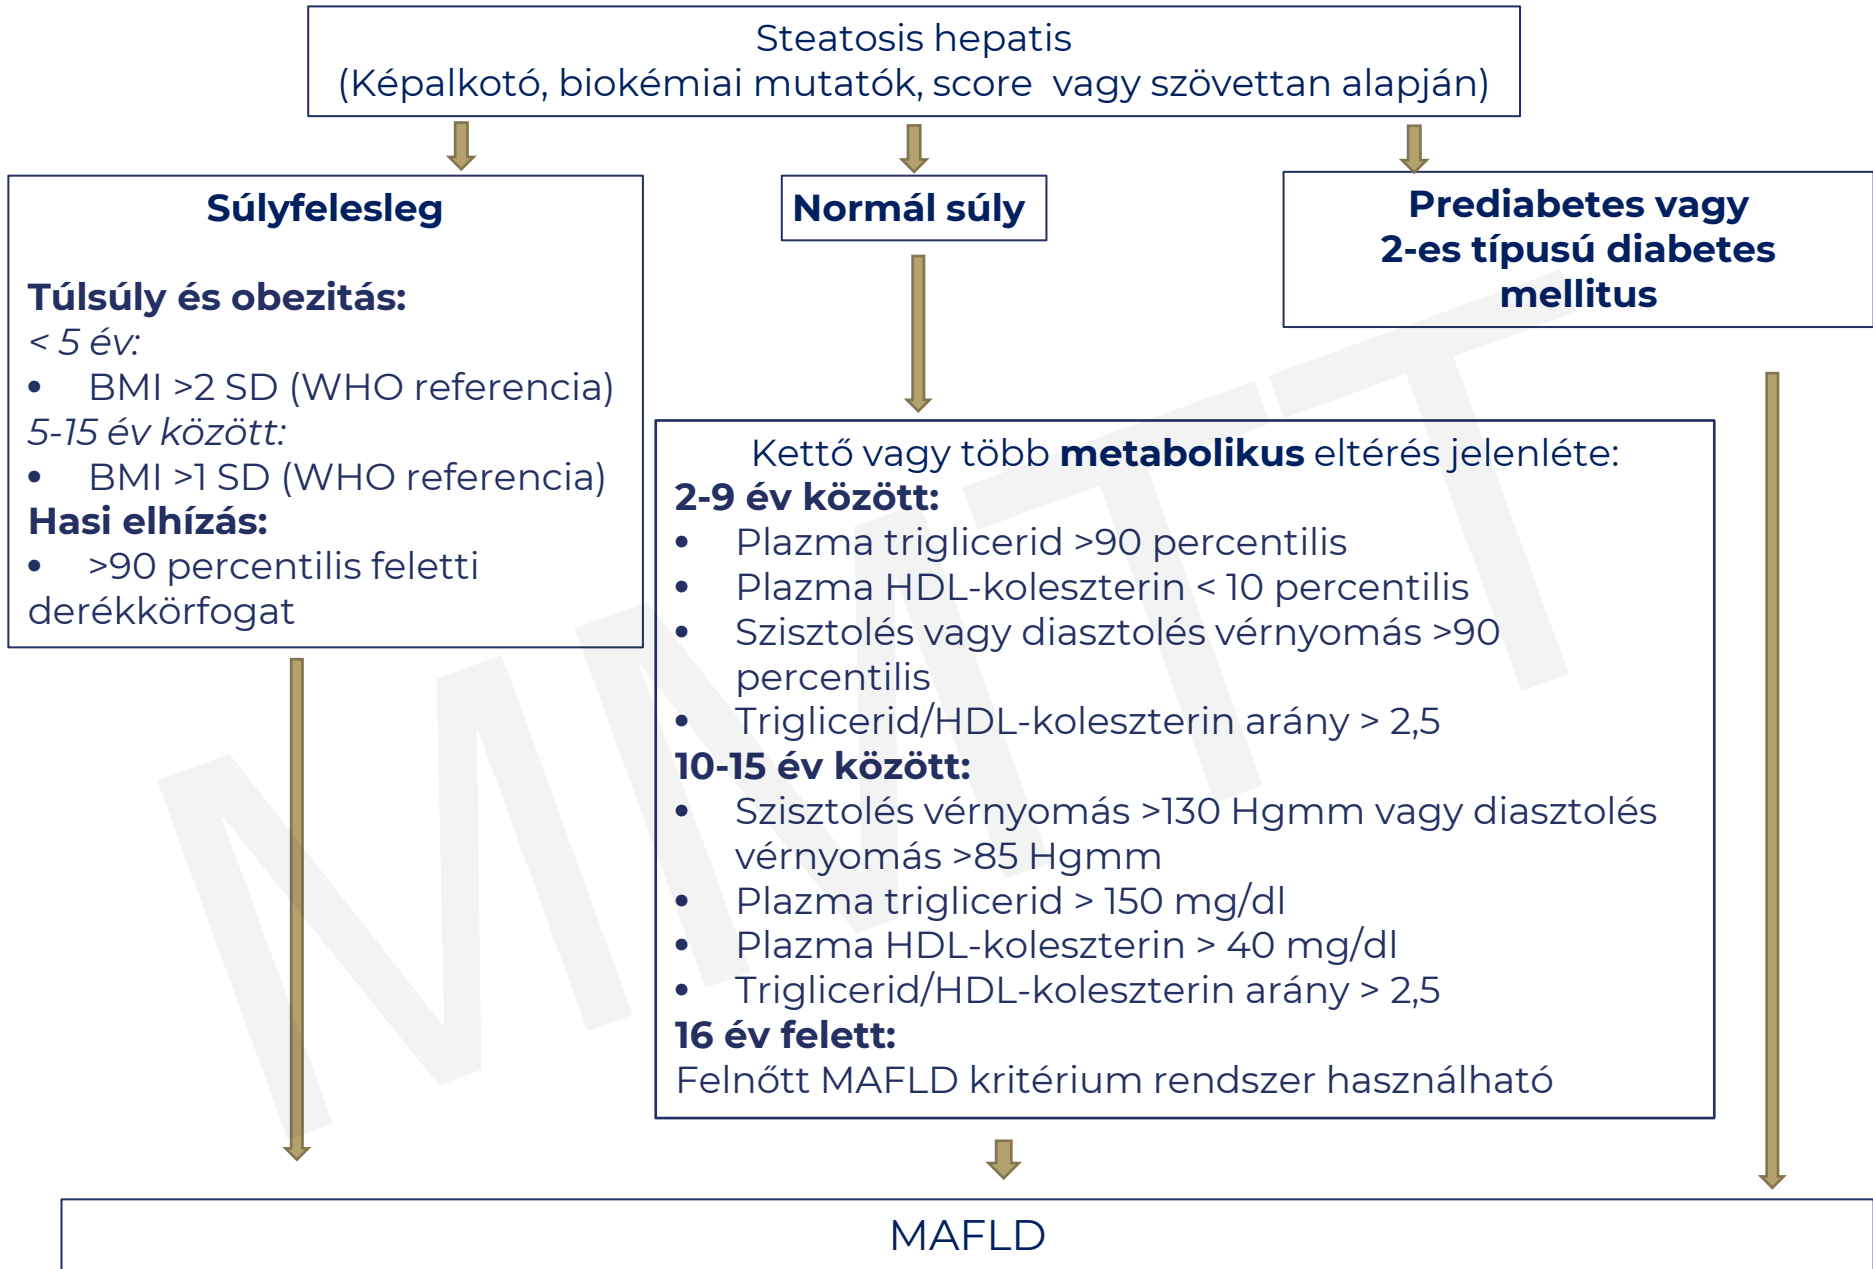 Steatosis hepatis
(Képalkotó, biokémiai mutatók, score vagy szövettan alapján)
Súlyfelesleg
Túlsúly és obezitás:
< 5 év:
• BMI >2 SD (WHO referencia)
5-15 év között:
• BMI >1 SD (WHO referencia)
Hasi elhízás:
• >90 percentilis feletti
derékkörfogat
Normál súly
Prediabetes vagy
2-es típusú diabetes
mellitus
Kettő vagy több metabolikus eltérés jelenléte:
2-9 év között:
• Plazma triglicerid >90 percentilis
• Plazma HDL-koleszterin < 10 percentilis
• Szisztolés vagy diasztolés vérnyomás >90
percentilis
• Triglicerid/HDL-koleszterin arány > 2,5
10-15 év között:
• Szisztolés vérnyomás >130 Hgmm vagy diasztolés
vérnyomás >85 Hgmm
• Plazma triglicerid > 150 mg/dl
• Plazma HDL-koleszterin > 40 mg/dl
• Triglicerid/HDL-koleszterin arány > 2,5
16 év felett:
Felnőtt MAFLD kritérium rendszer használható
MAFLD
MMTT